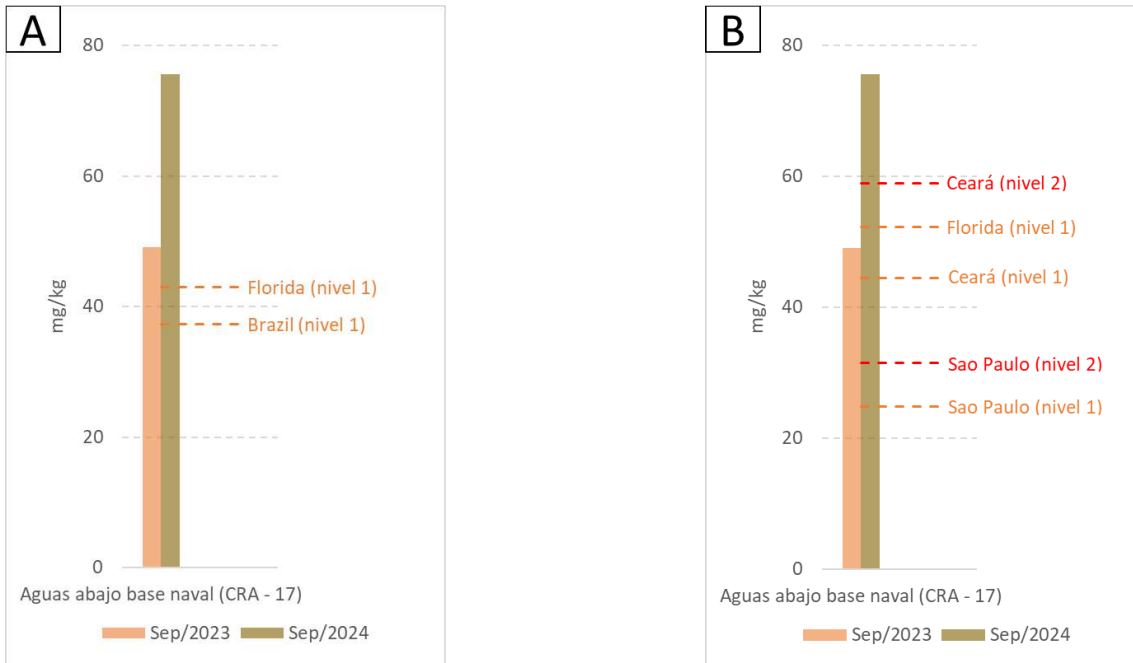 A
80
60
40
20
0
mg/kg
Florida (nivel 1)
Brazil (nivel 1)
Aguas abajo base naval (CRA - 17)
Sep/2023 Sep/2024
B
80
60
40
20
0
mg/kg
Ceará (nivel 2)
Florida (nivel 1)
Ceará (nivel 1)
Sao Paulo (nivel 2)
Sao Paulo (nivel 1)
Aguas abajo base naval (CRA - 17)
Sep/2023 Sep/2024